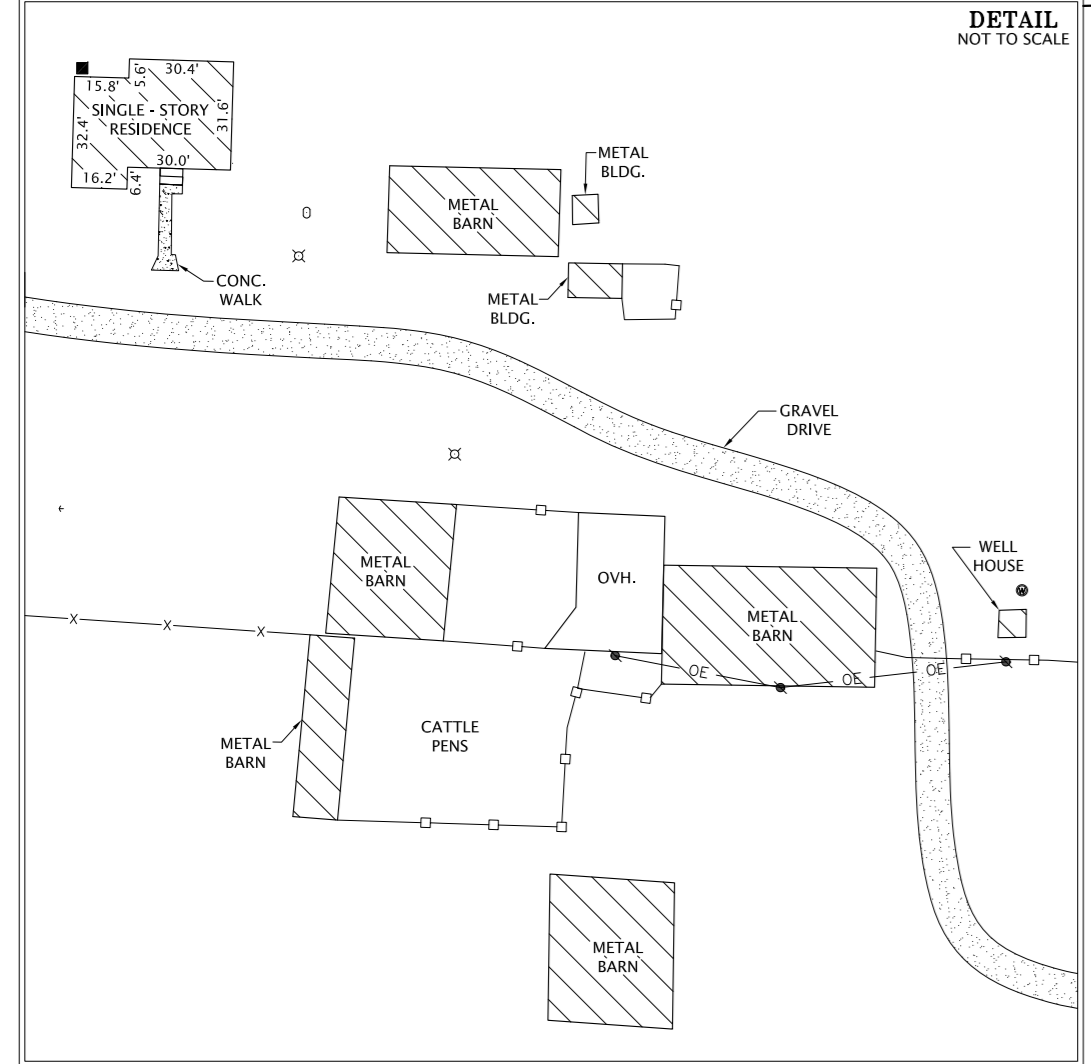 DETAIL
NOT TO SCALE
30.4'
5.6'
15.8'
SINGLE - STORY
RESIDENCE
31.6'
32.4'
30.0'
16.2'
6.4'
METAL
BLDG.
METAL
BARN
CONC.
WALK
METAL
BLDG.
GRAVEL
DRIVE
METAL
BARN
OVH.
WELL
HOUSE
W
METAL
BARN
X
X
X
OE
OE
OE
METAL
BARN
CATTLE
PENS
METAL
BARN